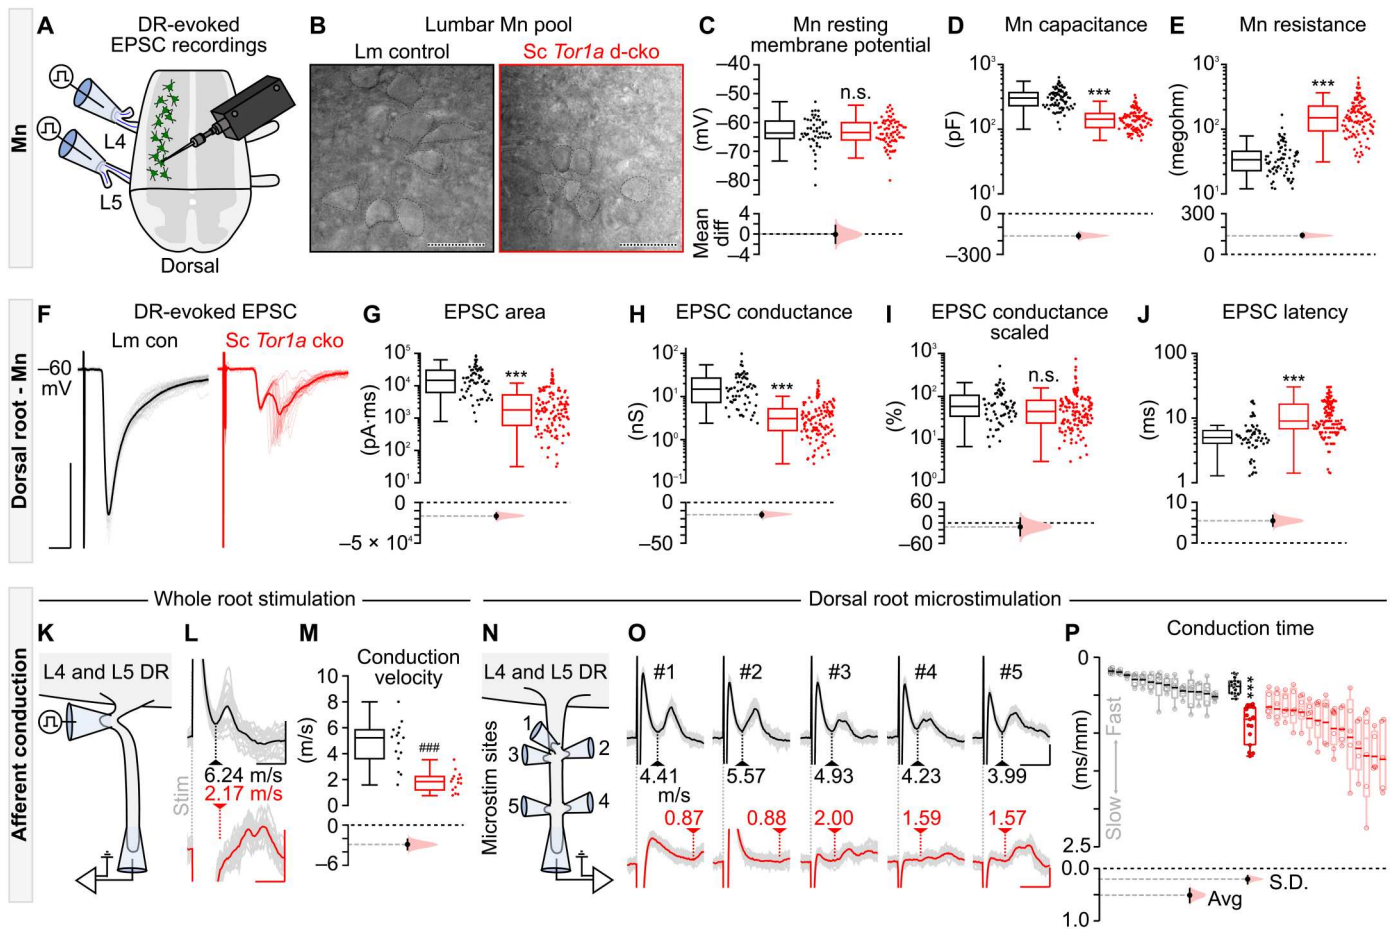 Mn
A
DR-evoked
EPSC recordings
L4
L5
Dorsal
B
Lumbar Mn pool
Lm control
Sc Tor1a d-cko
C
Mn resting
membrane potential
–40
–50
–60
–70
–80
(mV)
n.s.
4
0
–4
Mean
diff
D
Mn capacitance
10³
10²
10¹
(pF)
***
0
–300
E
Mn resistance
10³
10²
10¹
(megohm)
***
300
0
Dorsal root - Mn
F
DR-evoked EPSC
Lm con
Sc Tor1a cko
–60
mV
G
EPSC area
10⁵
10⁴
10³
10²
10¹
(pA·ms)
***
0
–5 × 10⁴
H
EPSC conductance
10²
10¹
10⁰
10⁻¹
(nS)
***
0
–50
I
EPSC conductance
scaled
10³
10²
10¹
10⁰
(%)
n.s.
60
0
–60
J
EPSC latency
100
10
1
(ms)
***
10
0
Afferent conduction
Whole root stimulation
Dorsal root microstimulation
K
L4 and L5 DR
L
Stim
6.24 m/s
2.17 m/s
M
Conduction
velocity
10
8
6
4
2
0
(m/s)
###
0
–6
N
L4 and L5 DR
Microstim sites
1
2
3
4
5
O
#1
#2
#3
#4
#5
4.41
m/s
5.57
4.93
4.23
3.99
0.87
0.88
2.00
1.59
1.57
P
Conduction time
0
2.5
(ms/mm)
Slow
Fast
***
0.0
1.0
S.D.
Avg